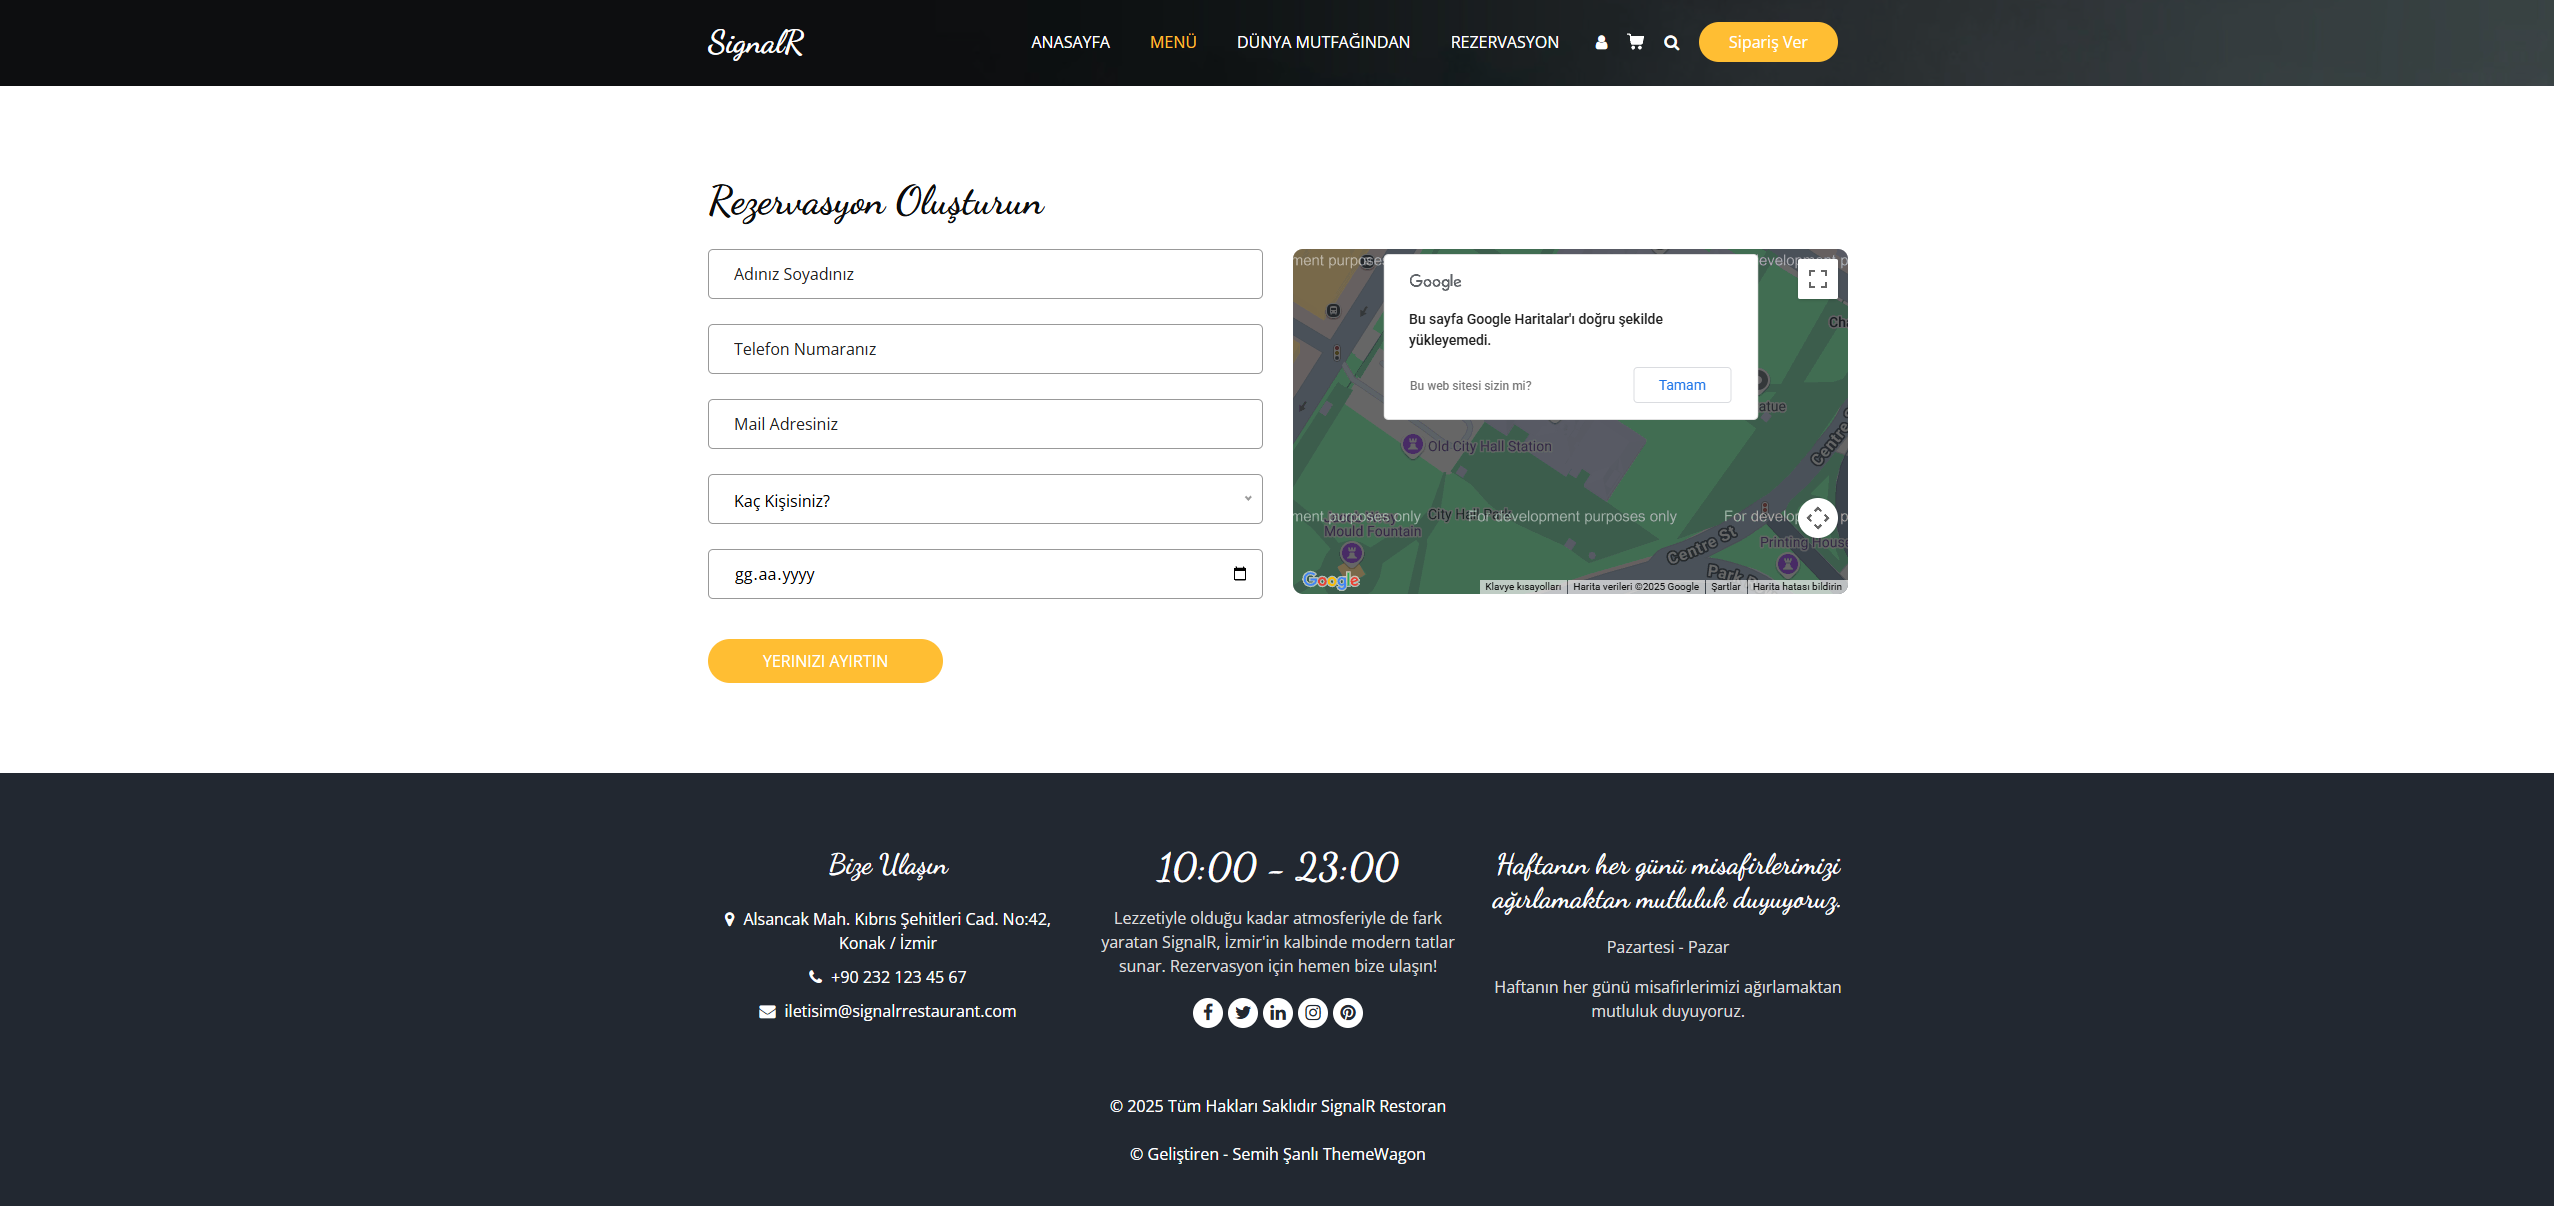 SignalR
ANASAYFA
MENÜ
DÜNYA MUTFAĞINDAN
REZERVASYON
Sipariş Ver
Rezervasyon Oluşturun
Adınız Soyadınız
Telefon Numaranız
Mail Adresiniz
Kaç Kişisiniz?
gg.aa.yyyy
YERINIZI AYIRTIN
Google
Bu sayfa Google Haritalar'ı doğru şekilde
yükleyemedi.
Bu web sitesi sizin mi?
Tamam
Old City Hall Station
City Hall Park
Mould Fountain
For development purposes only
Centre St
Centre St
Printing House
Park
Google
Klavye kısayolları
Harita verileri ©2025 Google
Şartlar
Harita hatası bildirin
Bize Ulaşın
Alsancak Mah. Kıbrıs Şehitleri Cad. No:42,
Konak / İzmir
+90 232 123 45 67
iletisim@signalrrestaurant.com
10:00 - 23:00
Lezzetiyle olduğu kadar atmosferiyle de fark
yaratan SignalR, İzmir'in kalbinde modern tatlar
sunar. Rezervasyon için hemen bize ulaşın!
Haftanın her günü misafirlerimizi
ağırlamaktan mutluluk duyuyoruz.
Pazartesi - Pazar
Haftanın her günü misafirlerimizi ağırlamaktan
mutluluk duyuyoruz.
© 2025 Tüm Hakları Saklıdır SignalR Restoran
© Geliştiren - Semih Şanlı ThemeWagon